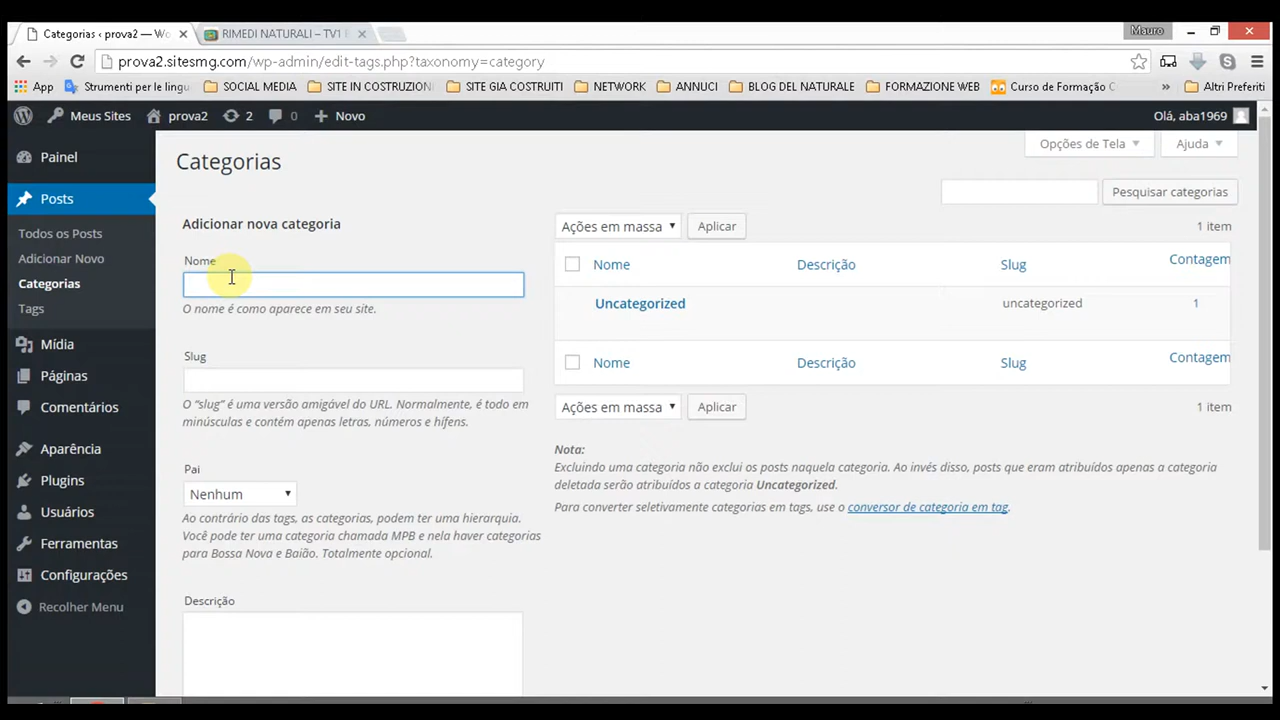 Categorias ‹ prova2 — Wo
RIMEDI NATURALI – TV1
Mauro
prova2.sitesmg.com/wp-admin/edit-tags.php?taxonomy=category
App
Strumenti per le lingu
SOCIAL MEDIA
SITE IN COSTRUZION
SITE GIA COSTRUITI
NETWORK
ANNUCI
BLOG DEL NATURALE
FORMAZIONE WEB
Curso de Formação C
»
Altri Preferiti
Meus Sites
prova2
2
0
Novo
Olá, aba1969
Painel
Posts
Todos os Posts
Adicionar Novo
Categorias
Tags
Mídia
Páginas
Comentários
Aparência
Plugins
Usuários
Ferramentas
Configurações
Recolher Menu
Opções de Tela
Ajuda
Categorias
Pesquisar categorias
Adicionar nova categoria
Nome
O nome é como aparece em seu site.
Slug
O “slug” é uma versão amigável do URL. Normalmente, é todo em
minúsculas e contém apenas letras, números e hífens.
Pai
Nenhum
Ao contrário das tags, as categorias, podem ter uma hierarquia.
Você pode ter uma categoria chamada MPB e nela haver categorias
para Bossa Nova e Baião. Totalmente opcional.
Descrição
Ações em massa
Aplicar
1 item
Nome
Descrição
Slug
Contagem
Uncategorized
uncategorized
1
Nome
Descrição
Slug
Contagem
Ações em massa
Aplicar
1 item
Nota:
Excluindo uma categoria não exclui os posts naquela categoria. Ao invés disso, posts que eram atribuídos apenas a categoria
deletada serão atribuídos a categoria Uncategorized.
Para converter seletivamente categorias em tags, use o conversor de categoria em tag.